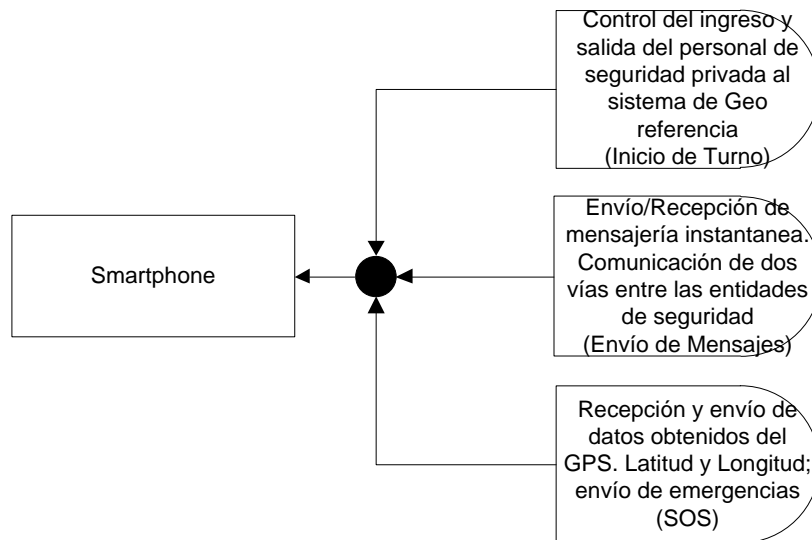 Control del ingreso y
salida del personal de
seguridad privada al
sistema de Geo
referencia
(Inicio de Turno)
Smartphone
Envío/Recepción de
mensajería instantanea.
Comunicación de dos
vías entre las entidades
de seguridad
(Envío de Mensajes)
Recepción y envío de
datos obtenidos del
GPS. Latitud y Longitud;
envío de emergencias
(SOS)